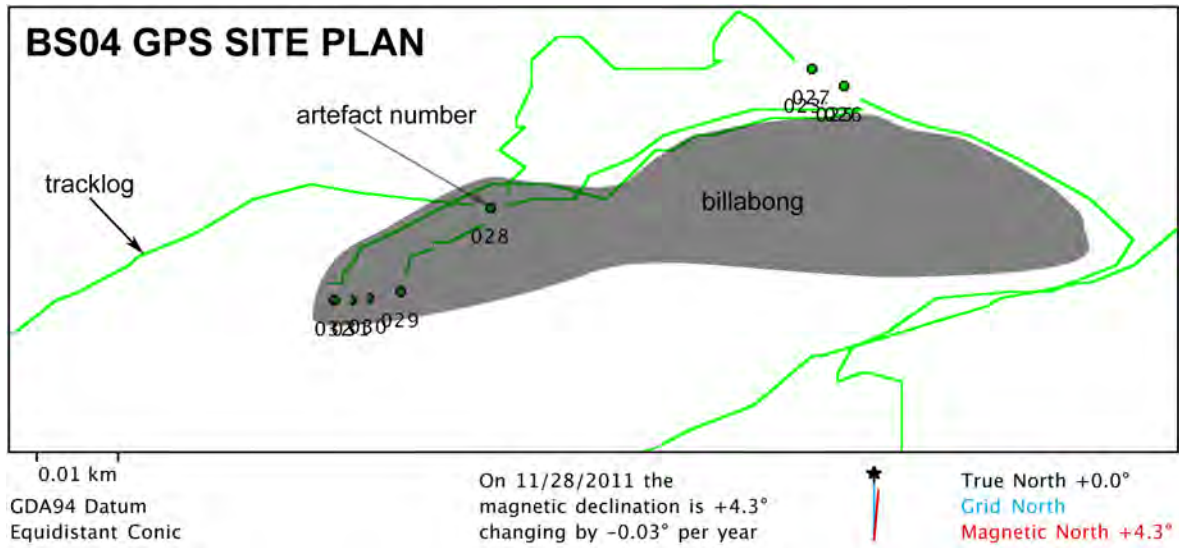 BS04 GPS SITE PLAN
027
artefact number
026
tracklog
billabong
028
029
030
0.01 km
GDA94 Datum
Equidistant Conic
On 11/28/2011 the
magnetic declination is +4.3°
changing by -0.03° per year
True North +0.0°
Grid North
Magnetic North +4.3°